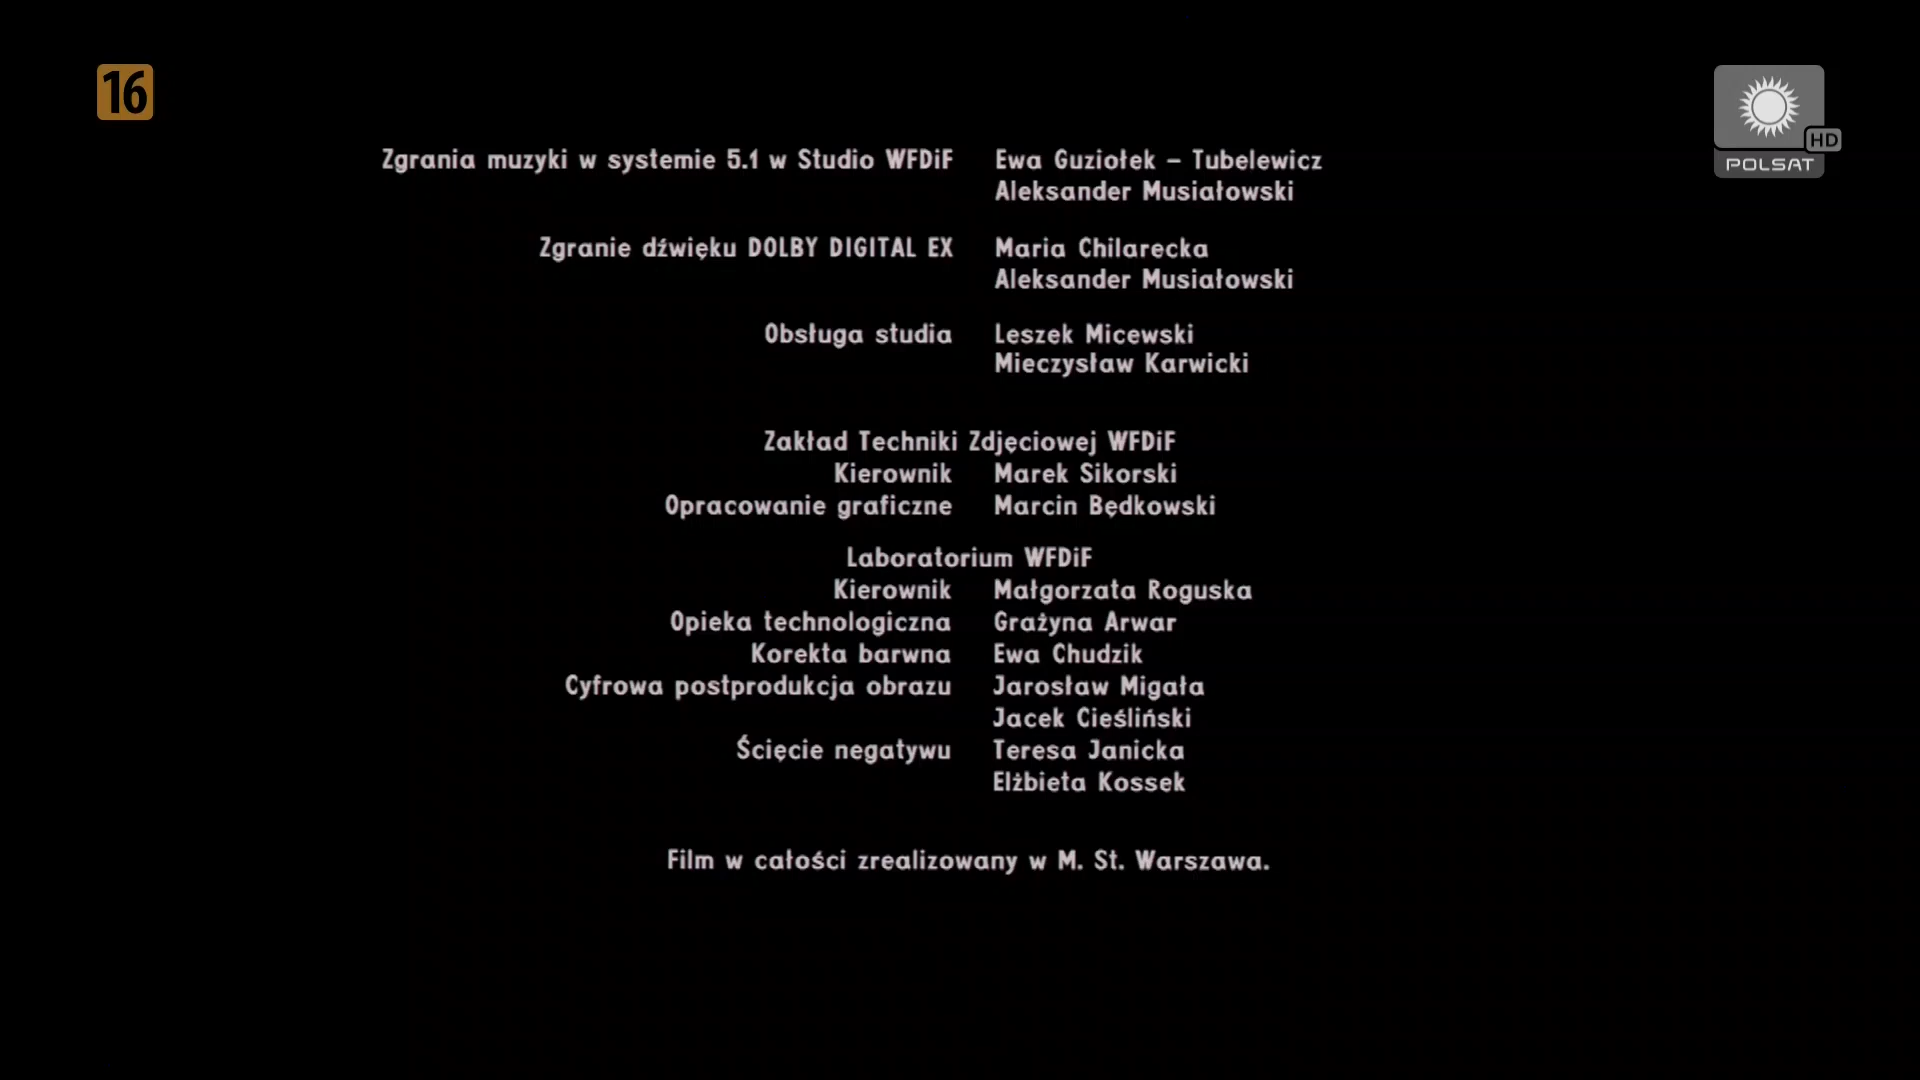 16
POLSAT HD
Zgrania muzyki w systemie 5.1 w Studio WFDiF Ewa Guziołek – Tubelewicz
Aleksander Musiałowski
Zgranie dźwięku DOLBY DIGITAL EX Maria Chilarecka
Aleksander Musiałowski
Obsługa studia Leszek Micewski
Mieczysław Karwicki
Zakład Techniki Zdjęciowej WFDiF
Kierownik Marek Sikorski
Opracowanie graficzne Marcin Będkowski
Laboratorium WFDiF
Kierownik Małgorzata Roguska
Opieka technologiczna Grażyna Arwar
Korekta barwna Ewa Chudzik
Cyfrowa postprodukcja obrazu Jarosław Migała
Jacek Cieśliński
Ścięcie negatywu Teresa Janicka
Elżbieta Kossek
Film w całości zrealizowany w M. St. Warszawa.